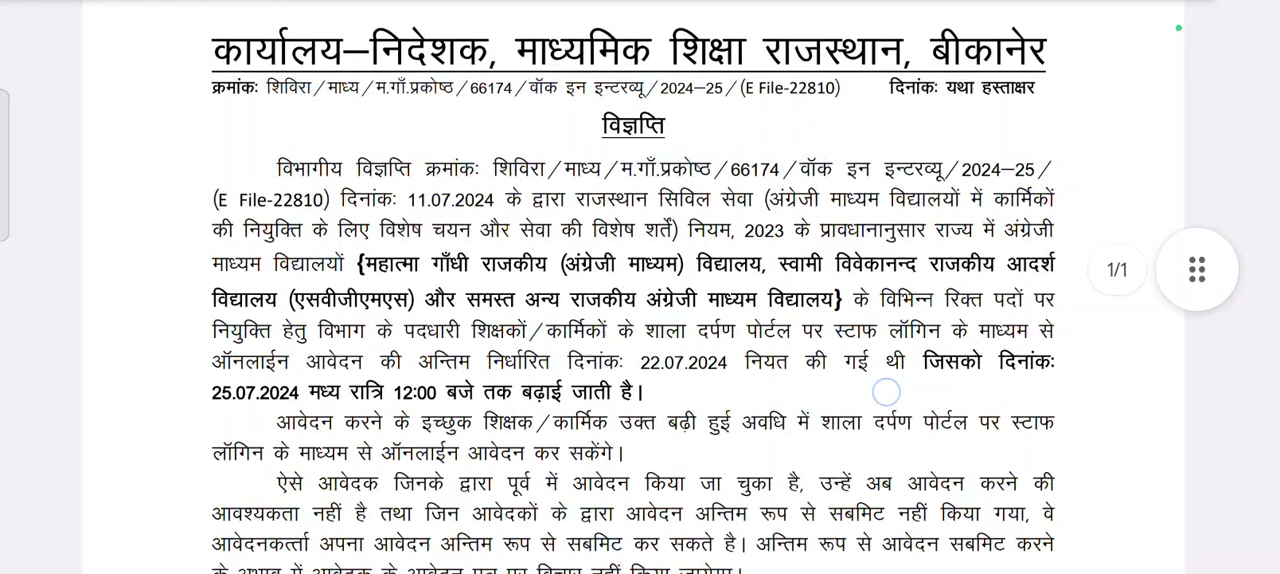 कार्यालय–निदेशक, माध्यमिक शिक्षा राजस्थान, बीकानेर
क्रमांकः शिविरा/माध्य/म.गाँ.प्रकोष्ठ/66174/वॉक इन इन्टरव्यू/2024–25/(E File-22810) दिनांकः यथा हस्ताक्षर
विज्ञप्ति
विभागीय विज्ञप्ति क्रमांकः शिविरा/माध्य/म.गाँ.प्रकोष्ठ/66174/वॉक इन इन्टरव्यू/2024–25/
(E File-22810) दिनांकः 11.07.2024 के द्वारा राजस्थान सिविल सेवा (अंग्रेजी माध्यम विद्यालयों में कार्मिकों
की नियुक्ति के लिए विशेष चयन और सेवा की विशेष शर्तें) नियम, 2023 के प्रावधानानुसार राज्य में अंग्रेजी
माध्यम विद्यालयों {महात्मा गाँधी राजकीय (अंग्रेजी माध्यम) विद्यालय, स्वामी विवेकानन्द राजकीय आदर्श
विद्यालय (एसवीजीएमएस) और समस्त अन्य राजकीय अंग्रेजी माध्यम विद्यालय} के विभिन्न रिक्त पदों पर
नियुक्ति हेतु विभाग के पदधारी शिक्षकों/कार्मिकों के शाला दर्पण पोर्टल पर स्टाफ लॉगिन के माध्यम से
ऑनलाईन आवेदन की अन्तिम निर्धारित दिनांकः 22.07.2024 नियत की गई थी जिसको दिनांकः
25.07.2024 मध्य रात्रि 12:00 बजे तक बढ़ाई जाती है।
आवेदन करने के इच्छुक शिक्षक/कार्मिक उक्त बढ़ी हुई अवधि में शाला दर्पण पोर्टल पर स्टाफ
लॉगिन के माध्यम से ऑनलाईन आवेदन कर सकेंगे।
ऐसे आवेदक जिनके द्वारा पूर्व में आवेदन किया जा चुका है, उन्हें अब आवेदन करने की
आवश्यकता नहीं है तथा जिन आवेदकों के द्वारा आवेदन अन्तिम रूप से सबमिट नहीं किया गया, वे
आवेदनकर्त्ता अपना आवेदन अन्तिम रूप से सबमिट कर सकते है। अन्तिम रूप से आवेदन सबमिट करने
1/1